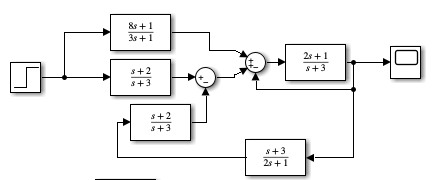 8s + 1
3s + 1
s + 2
s + 3
2s + 1
s + 3
s + 2
s + 3
s + 3
2s + 1